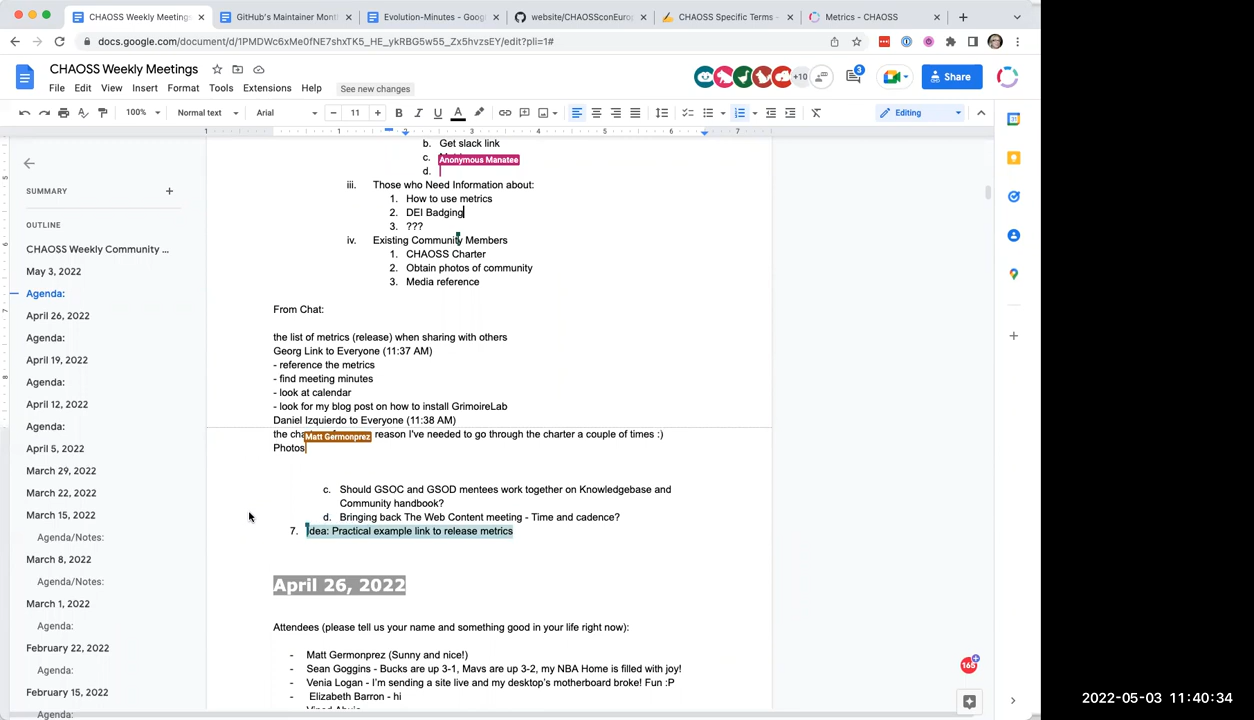 CHAOSS Weekly Meetings
GitHub's Maintainer Mont
Evolution-Minutes - Goog
website/CHAOSSconEuro
CHAOSS Specific Terms -
Metrics - CHAOSS
docs.google.com/document/d/1PMDWc6xMe0fNE7shxTK5_HE_ykRBG5w55_Zx5hvzsEY/edit?pli=1#
CHAOSS Weekly Meetings
File Edit View Insert Format Tools Extensions Help
See new changes
+10
3
Share
100% Normal text Arial 11
B I U A
Editing
1 1 2 3 4 5 6 7
SUMMARY
OUTLINE
CHAOSS Weekly Community ...
May 3, 2022
Agenda:
April 26, 2022
Agenda:
April 19, 2022
Agenda:
April 12, 2022
Agenda:
April 5, 2022
March 29, 2022
March 22, 2022
March 15, 2022
Agenda/Notes:
March 8, 2022
Agenda/Notes:
March 1, 2022
Agenda:
February 22, 2022
Agenda:
February 15, 2022
Agenda:
b. Get slack link
c.
Anonymous Manatee
d.
iii. Those who Need Information about:
1. How to use metrics
2. DEI Badging
3. ???
iv. Existing Community Members
1. CHAOSS Charter
2. Obtain photos of community
3. Media reference
From Chat:
the list of metrics (release) when sharing with others
Georg Link to Everyone (11:37 AM)
- reference the metrics
- find meeting minutes
- look at calendar
- look for my blog post on how to install GrimoireLab
Daniel Izquierdo to Everyone (11:38 AM)
the cha reason I've needed to go through the charter a couple of times :)
Matt Germonprez
Photos
c. Should GSOC and GSOD mentees work together on Knowledgebase and
Community handbook?
d. Bringing back The Web Content meeting - Time and cadence?
7. Idea: Practical example link to release metrics
April 26, 2022
Attendees (please tell us your name and something good in your life right now):
- Matt Germonprez (Sunny and nice!)
- Sean Goggins - Bucks are up 3-1, Mavs are up 3-2, my NBA Home is filled with joy!
- Venia Logan - I'm sending a site live and my desktop's motherboard broke! Fun :P
- Elizabeth Barron - hi
165
2022-05-03 11:40:34